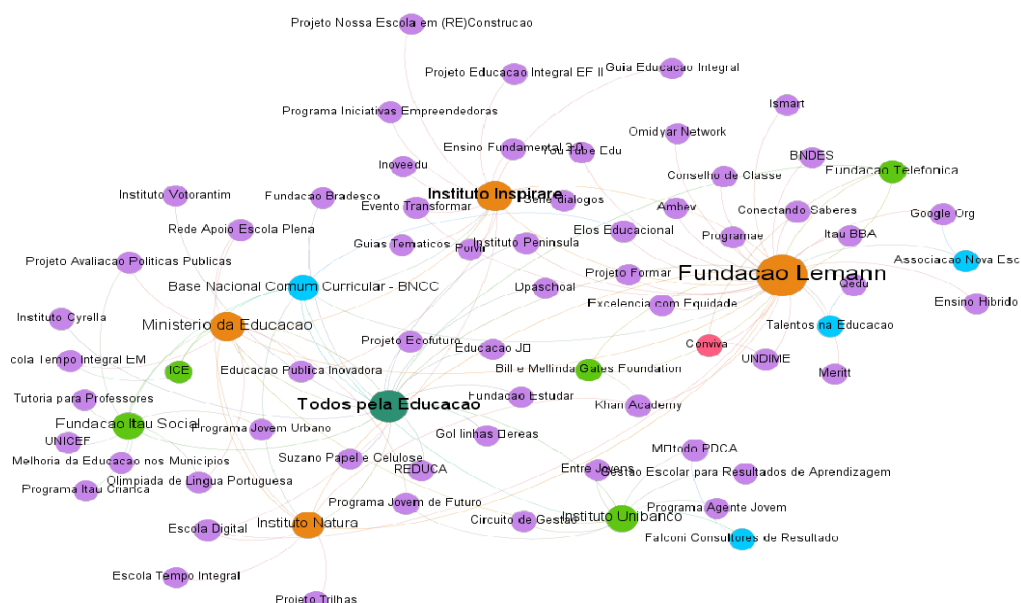 Projeto Nossa Escola em (RE)Construcao
Projeto Educacao Integral EF II
Guia Educacao Integral
Programa Iniciativas Empreendedoras
Ismart
Omidyar Network
Ensino Fundamental 3.0
You Tube Edu
BNDES
Inoveedu
Fundacao Telefonica
Conselho de Classe
Instituto Votorantim
Fundacao Bradesco
Instituto Inspirare
Serie dialogos
Evento Transformar
Ambev
Conectando Saberes
Google Org
Rede Apoio Escola Plena
Elos Educacional
Programae
Itau BBA
Guias Tematicos
Porvir
Instituto Peninsula
Projeto Avaliacao Politicas Publicas
Associacao Nova Esc
Projeto Formar
Fundacao Lemann
Base Nacional Comum Curricular - BNCC
Dpaschoal
Qedu
Excelencia com Equidade
Ensino Hibrido
Instituto Cyrella
Ministerio da Educacao
Talentos na Educacao
Projeto Ecofuturo
Educacao J
Conviva
cola Tempo Integral EM
ICE
Educacao Publica Inovadora
Bill e Mellinda Gates Foundation
UNDIME
Meritt
Tutoria para Professores
Todos pela Educacao
Fundacao Estudar
Khan Academy
Fundacao Itau Social
Programa Jovem Urbano
Gol linhas Dereas
UNICEF
Suzano Papel e Celulose
Mtodo PDCA
Melhoria da Educacao nos Municipios
REDUCA
Entre Jovens
Gestao Escolar para Resultados de Aprendizagem
Olimpiada de Lingua Portuguesa
Programa Itau Crianca
Programa Jovem de Futuro
Programa Agente Jovem
Escola Digital
Instituto Natura
Circuito de Gestao
Instituto Unibanco
Falconi Consultores de Resultado
Escola Tempo Integral
Projeto Trilhas